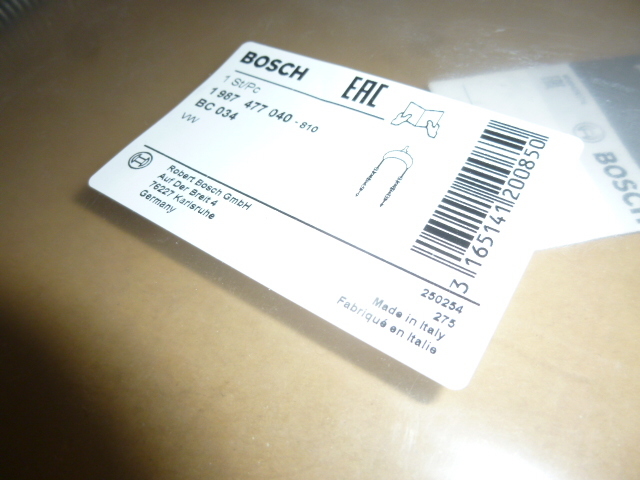 BOSCH
EAC
1 St/Pc
1 987 477 040 - 810
BC 034
VW
Robert Bosch GmbH
Auf Der Breit 4
76227 Karlsruhe
Germany
3 165141 200850
250254
275
Made in Italy
Fabriqué en Italie
BOSCH